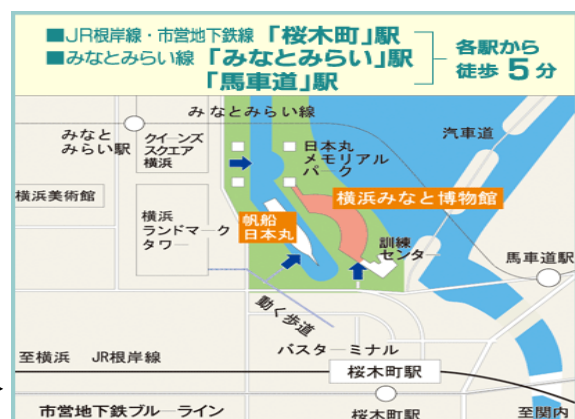 ■JR根岸線・市営地下鉄線「桜木町」駅
■みなとみらい線「みなとみらい」駅
「馬車道」駅
各駅から
徒歩5分
みなとみらい線
みなと
みらい駅
クイーンズ
スクエア
横浜
日本丸
メモリアル
パーク
汽車道
横浜美術館
横浜みなと博物館
横浜
ランドマーク
タワー
帆船
日本丸
訓練
センター
馬車道駅
動く歩道
バスターミナル
至横浜 JR根岸線
桜木町駅
市営地下鉄ブルーライン
桜木町駅
至関内